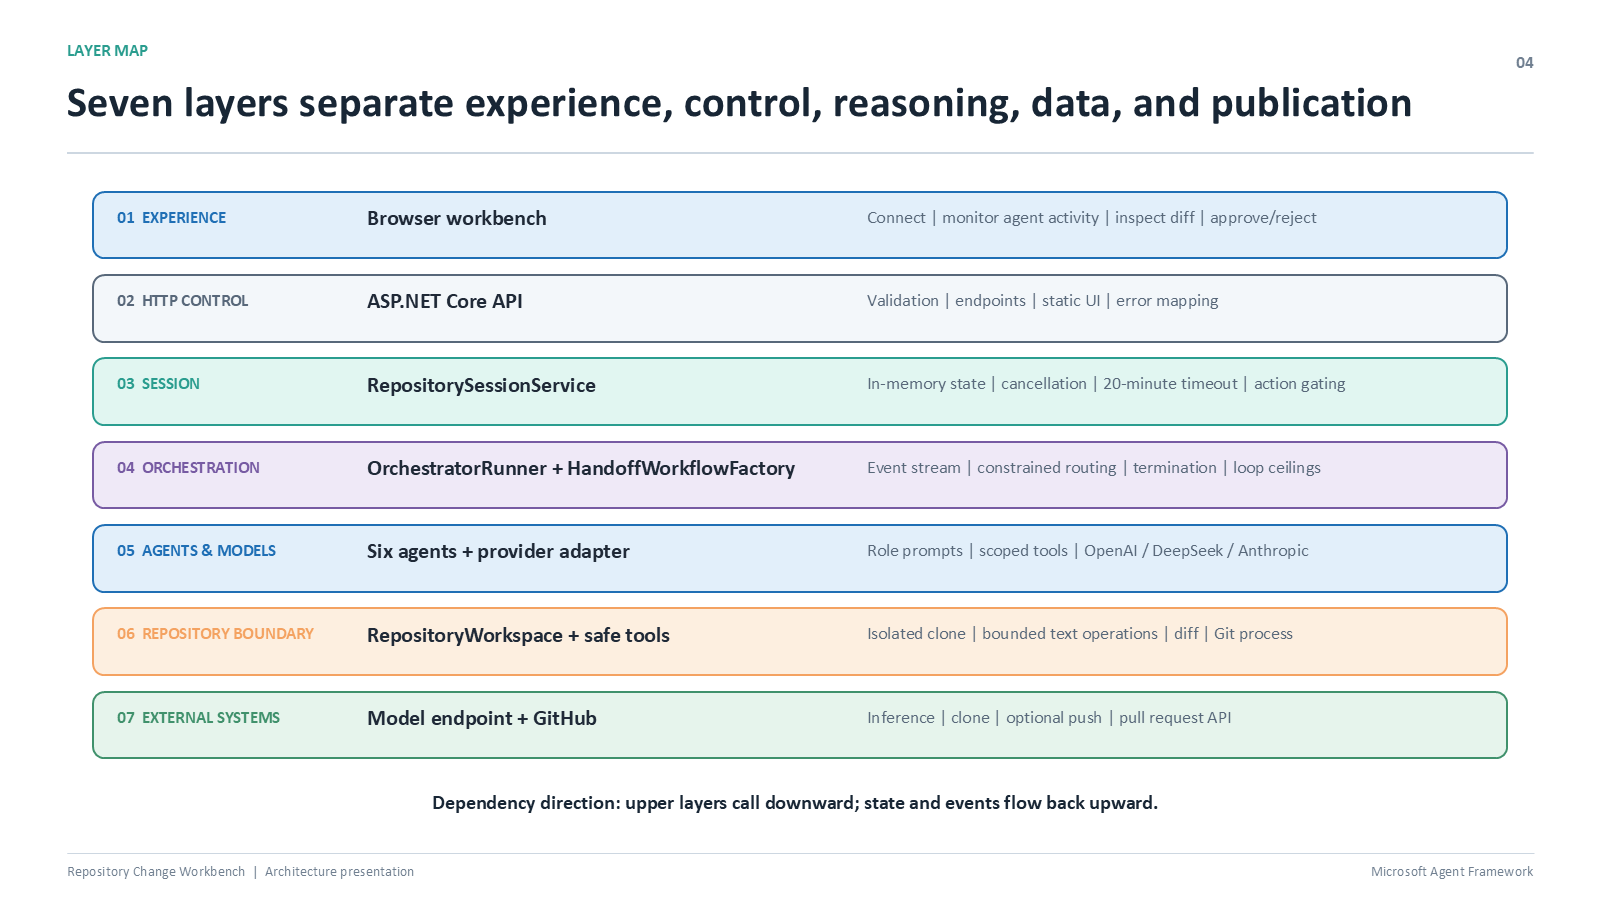 LAYER MAP
04
Seven layers separate experience, control, reasoning, data, and publication
01 EXPERIENCE Browser workbench Connect | monitor agent activity | inspect diff | approve/reject
02 HTTP CONTROL ASP.NET Core API Validation | endpoints | static UI | error mapping
03 SESSION RepositorySessionService In-memory state | cancellation | 20-minute timeout | action gating
04 ORCHESTRATION OrchestratorRunner + HandoffWorkflowFactory Event stream | constrained routing | termination | loop ceilings
05 AGENTS & MODELS Six agents + provider adapter Role prompts | scoped tools | OpenAI / DeepSeek / Anthropic
06 REPOSITORY BOUNDARY RepositoryWorkspace + safe tools Isolated clone | bounded text operations | diff | Git process
07 EXTERNAL SYSTEMS Model endpoint + GitHub Inference | clone | optional push | pull request API
Dependency direction: upper layers call downward; state and events flow back upward.
Repository Change Workbench | Architecture presentation Microsoft Agent Framework